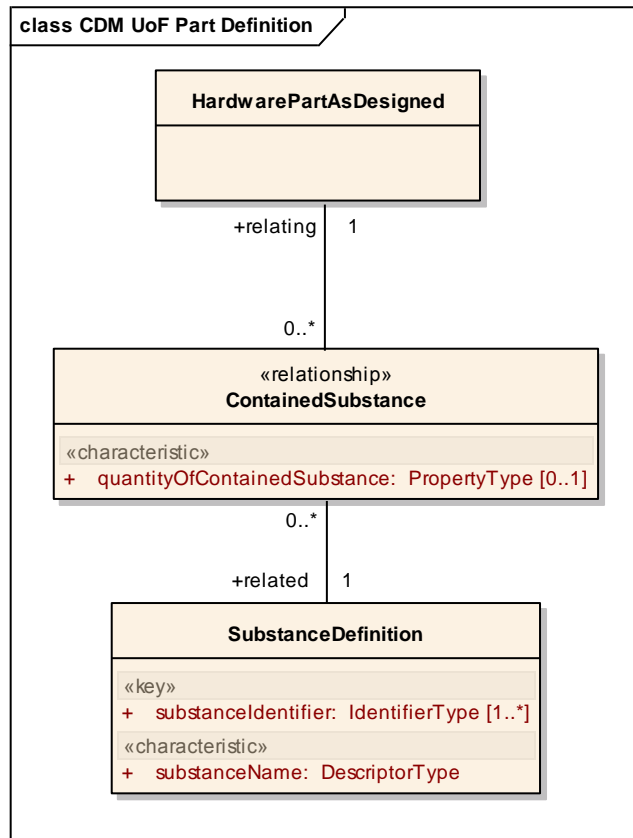 class CDM UoF Part Definition
HardwarePartAsDesigned
+relating 1
0..*
«relationship»
ContainedSubstance
«characteristic»
+ quantityOfContainedSubstance: PropertyType [0..1]
0..*
+related 1
SubstanceDefinition
«key»
+ substanceIdentifier: IdentifierType [1..*]
«characteristic»
+ substanceName: DescriptorType